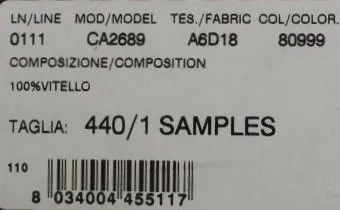 LN/LINE MOD/MODEL TES./FABRIC COL/COLOR.
0111 CA2689 A6D18 80999
COMPOSIZIONE/COMPOSITION
100%VITELLO
TAGLIA: 440/1 SAMPLES
110
8 034004 455117